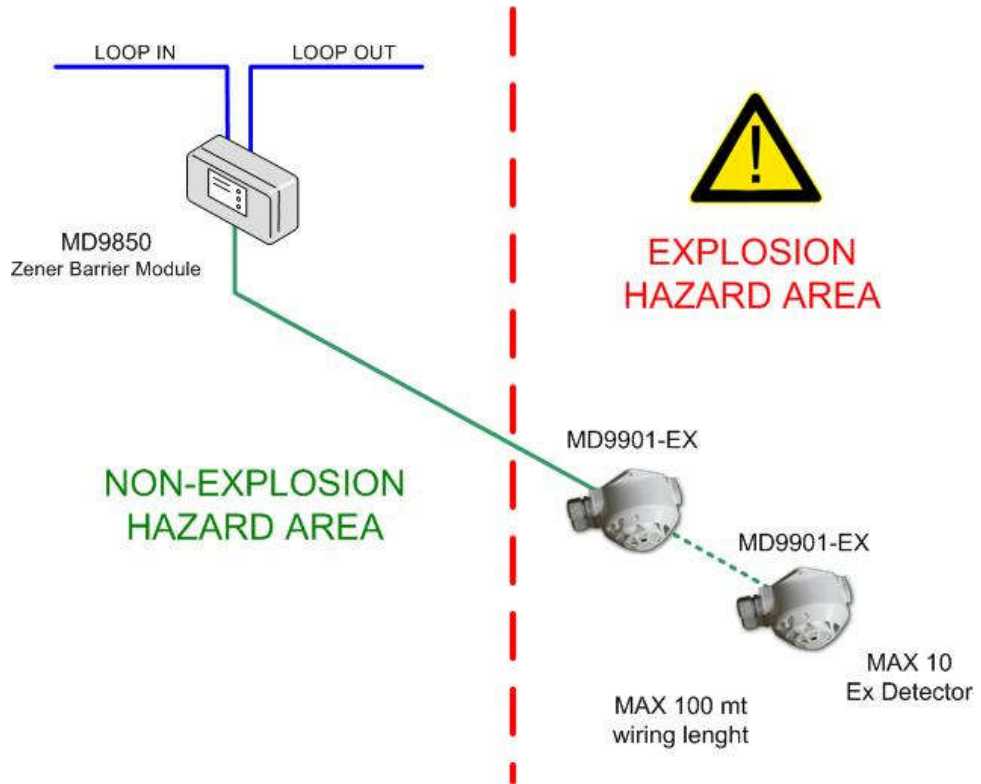 LOOP IN
LOOP OUT
MD9850
Zener Barrier Module
!
EXPLOSION
HAZARD AREA
NON-EXPLOSION
HAZARD AREA
MD9901-EX
MD9901-EX
MAX 10
Ex Detector
MAX 100 mt
wiring lenght